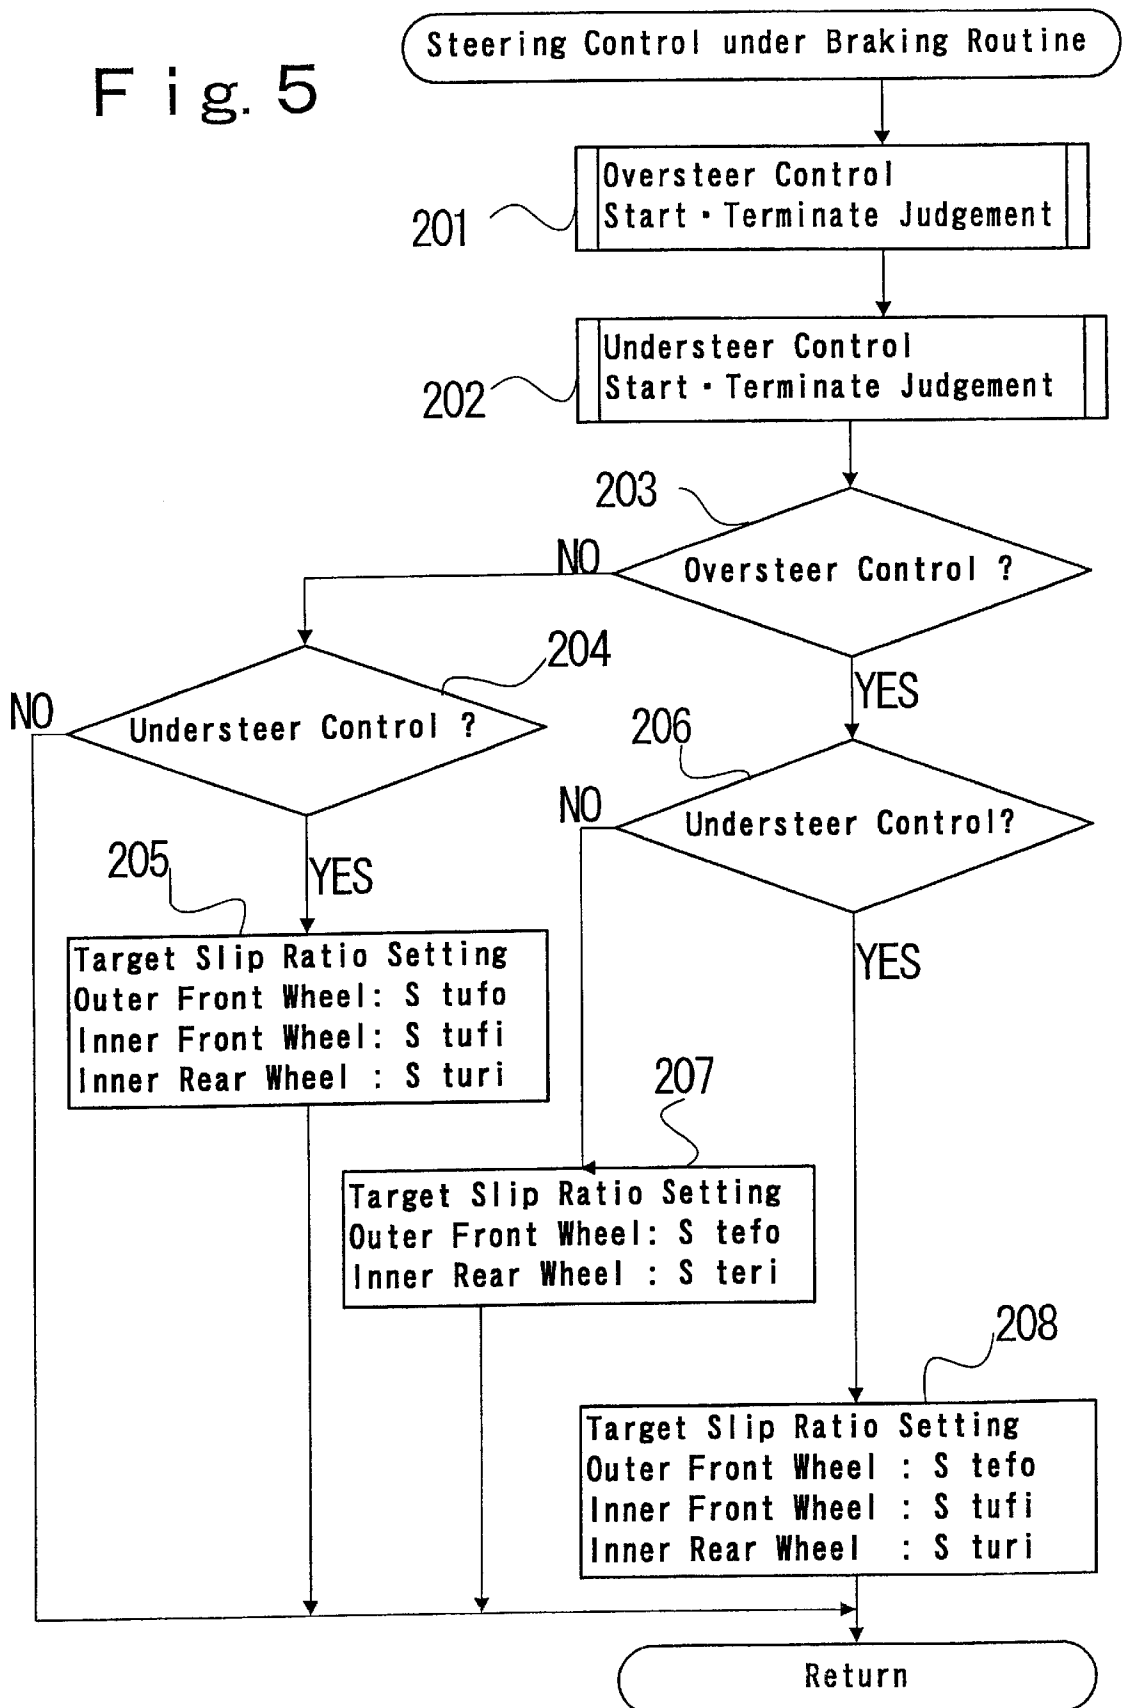 Fig. 5
Steering Control under Braking Routine
Oversteer Control
Start・Terminate Judgement
201
Understeer Control
Start・Terminate Judgement
202
203
NO
Oversteer Control ?
YES
204
NO
Understeer Control ?
YES
206
NO
Understeer Control?
YES
205
Target Slip Ratio Setting
Outer Front Wheel: S tufo
Inner Front Wheel: S tufi
Inner Rear Wheel : S turi
207
Target Slip Ratio Setting
Outer Front Wheel: S tefo
Inner Rear Wheel : S teri
208
Target Slip Ratio Setting
Outer Front Wheel : S tefo
Inner Front Wheel : S tufi
Inner Rear Wheel : S turi
Return